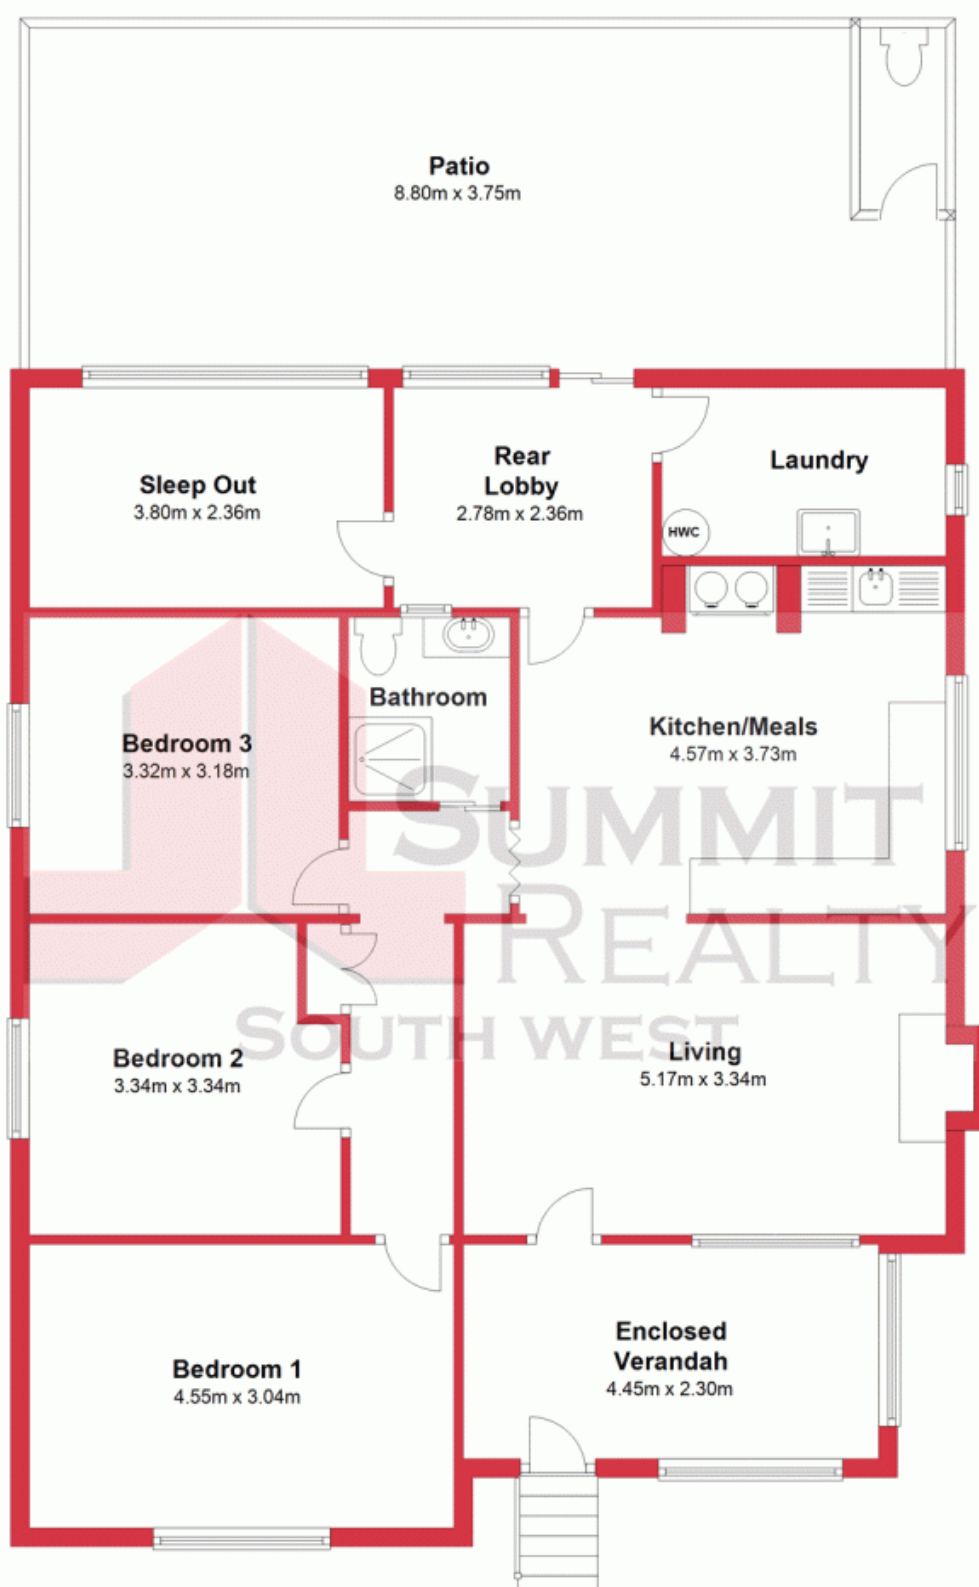 Patio
8.80m x 3.75m
Sleep Out
3.80m x 2.36m
Rear
Lobby
2.78m x 2.36m
Laundry
HWC
Bedroom 3
3.32m x 3.18m
Bathroom
Kitchen/Meals
4.57m x 3.73m
SUMMIT
REALTY
SOUTH WEST
Bedroom 2
3.34m x 3.34m
Living
5.17m x 3.34m
Bedroom 1
4.55m x 3.04m
Enclosed
Verandah
4.45m x 2.30m